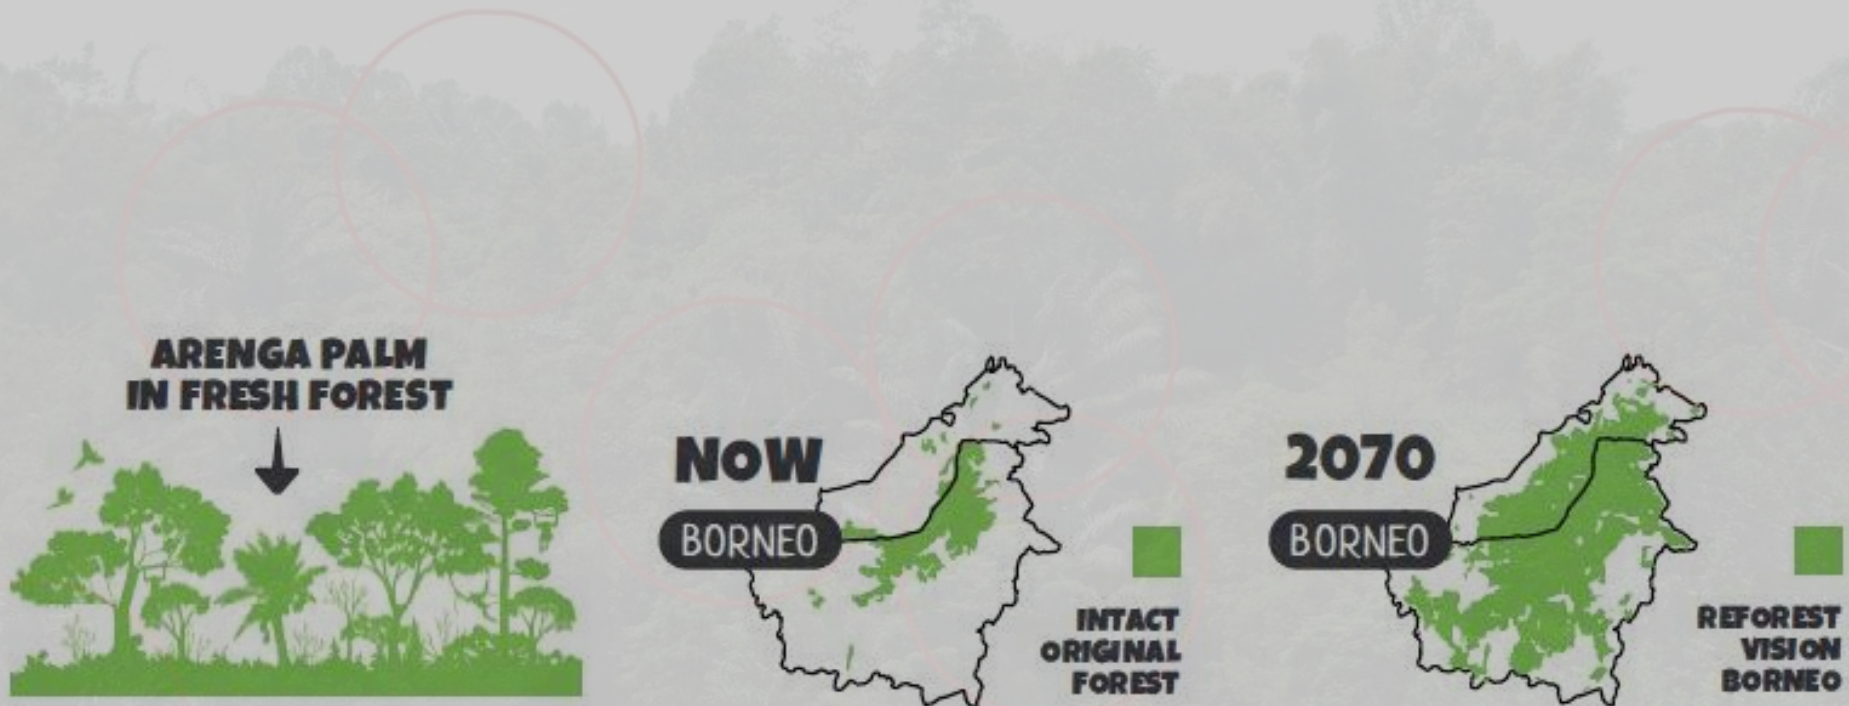 ARENGA PALM
IN FRESH FOREST
NOW
BORNEO
INTACT
ORIGINAL
FOREST
2070
BORNEO
REFOREST
VISION
BORNEO